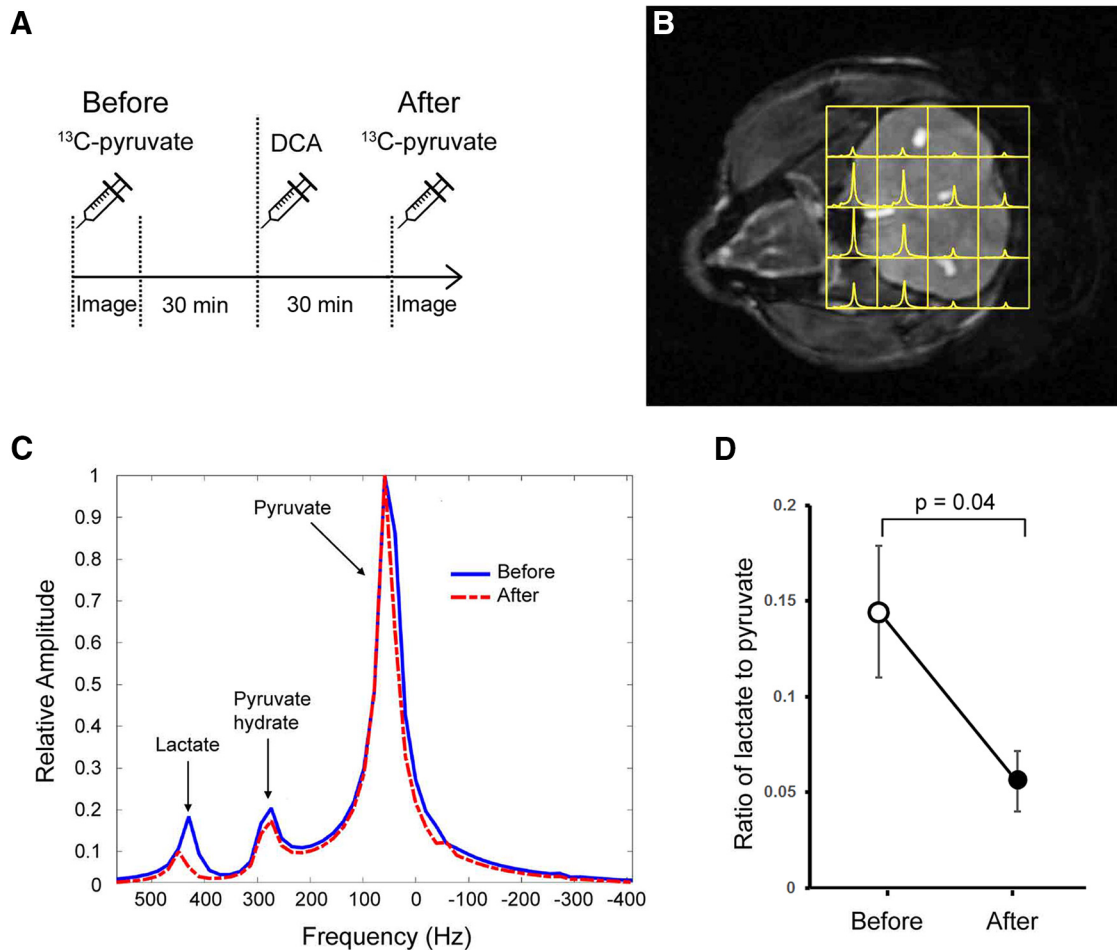 A
Before
¹³C-pyruvate
DCA
After
¹³C-pyruvate
Image
30 min
30 min
Image
B
C
Relative Amplitude
1
0.9
0.8
0.7
0.6
0.5
0.4
0.3
0.2
0.1
0
Pyruvate
Before
After
Pyruvate
hydrate
Lactate
500 400 300 200 100 0 -100 -200 -300 -400
Frequency (Hz)
D
Ratio of lactate to pyruvate
0.2
0.15
0.1
0.05
0
p = 0.04
Before After